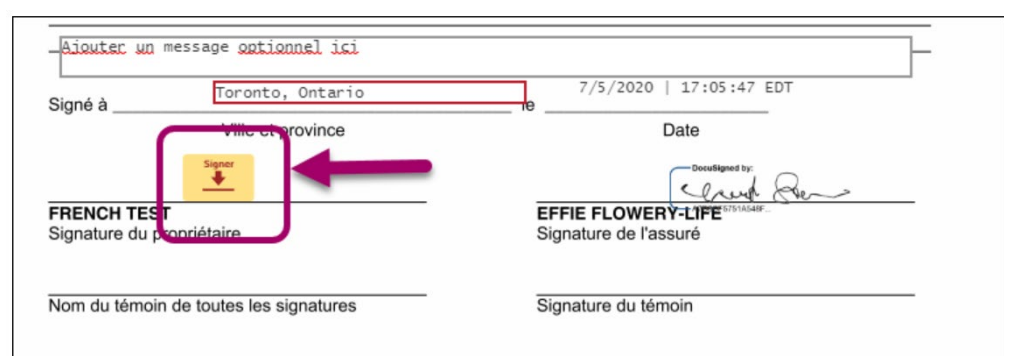 Ajouter un message optionnel ici
Signé à Toronto, Ontario le 7/5/2020 | 17:05:47 EDT
Ville et province Date
Signer
DocuSigned by:
FRENCH TEST EFFIE FLOWERY-LIFE
Signature du propriétaire Signature de l'assuré
Nom du témoin de toutes les signatures Signature du témoin